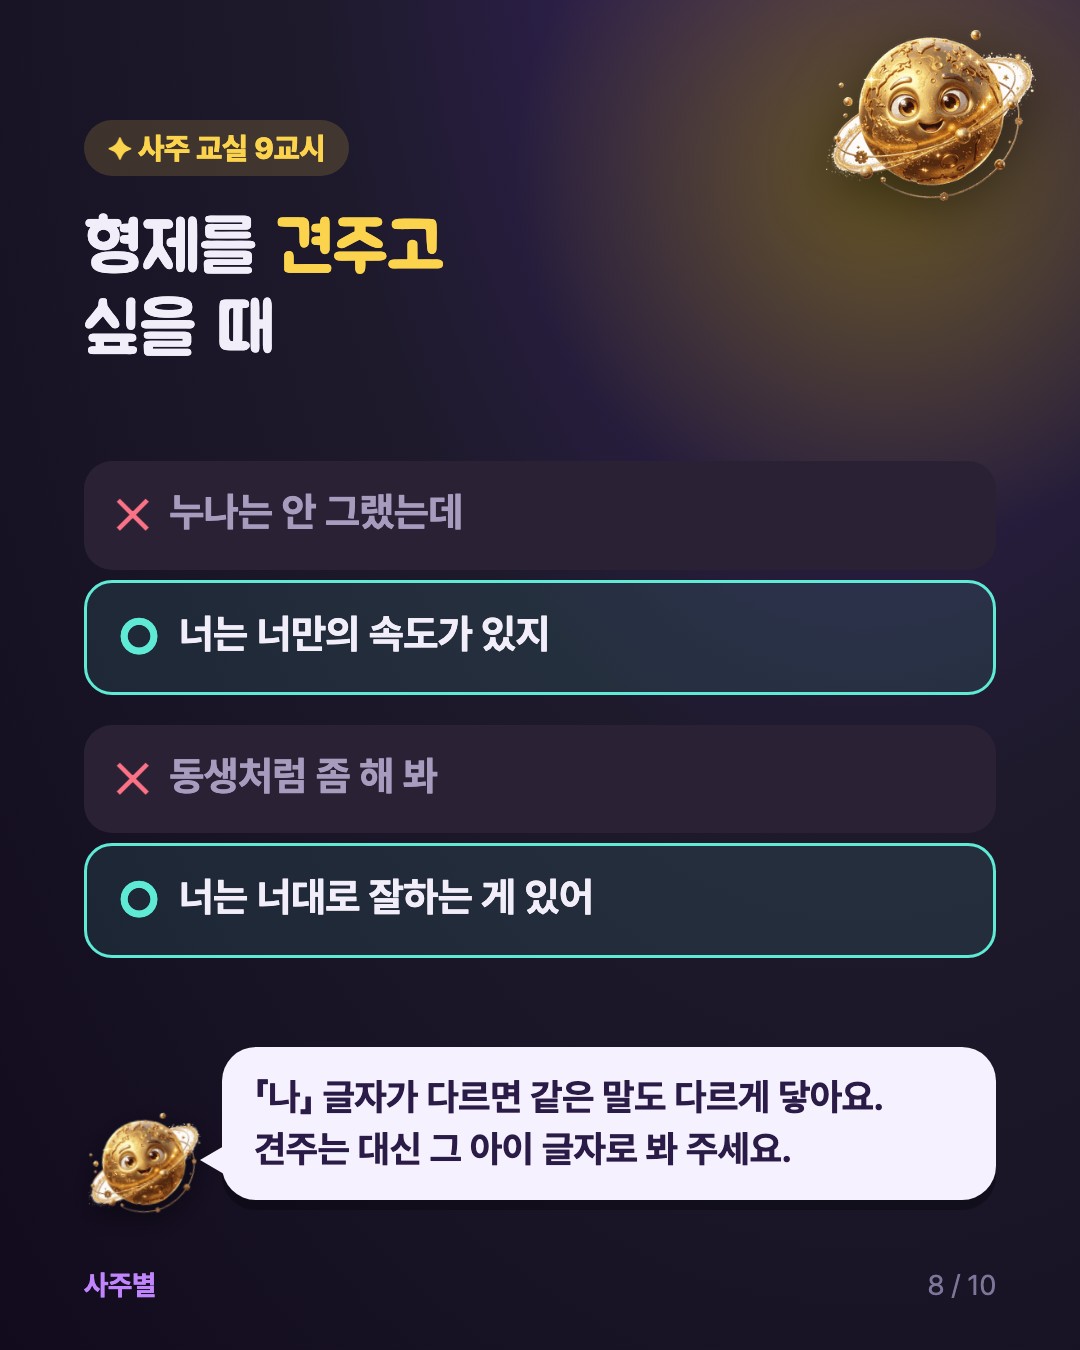 ✦ 사주 교실 9교시
형제를 견주고
싶을 때
누나는 안 그랬는데
너는 너만의 속도가 있지
동생처럼 좀 해 봐
너는 너대로 잘하는 게 있어
「나」 글자가 다르면 같은 말도 다르게 닿아요.
견주는 대신 그 아이 글자로 봐 주세요.
사주별
8 / 10